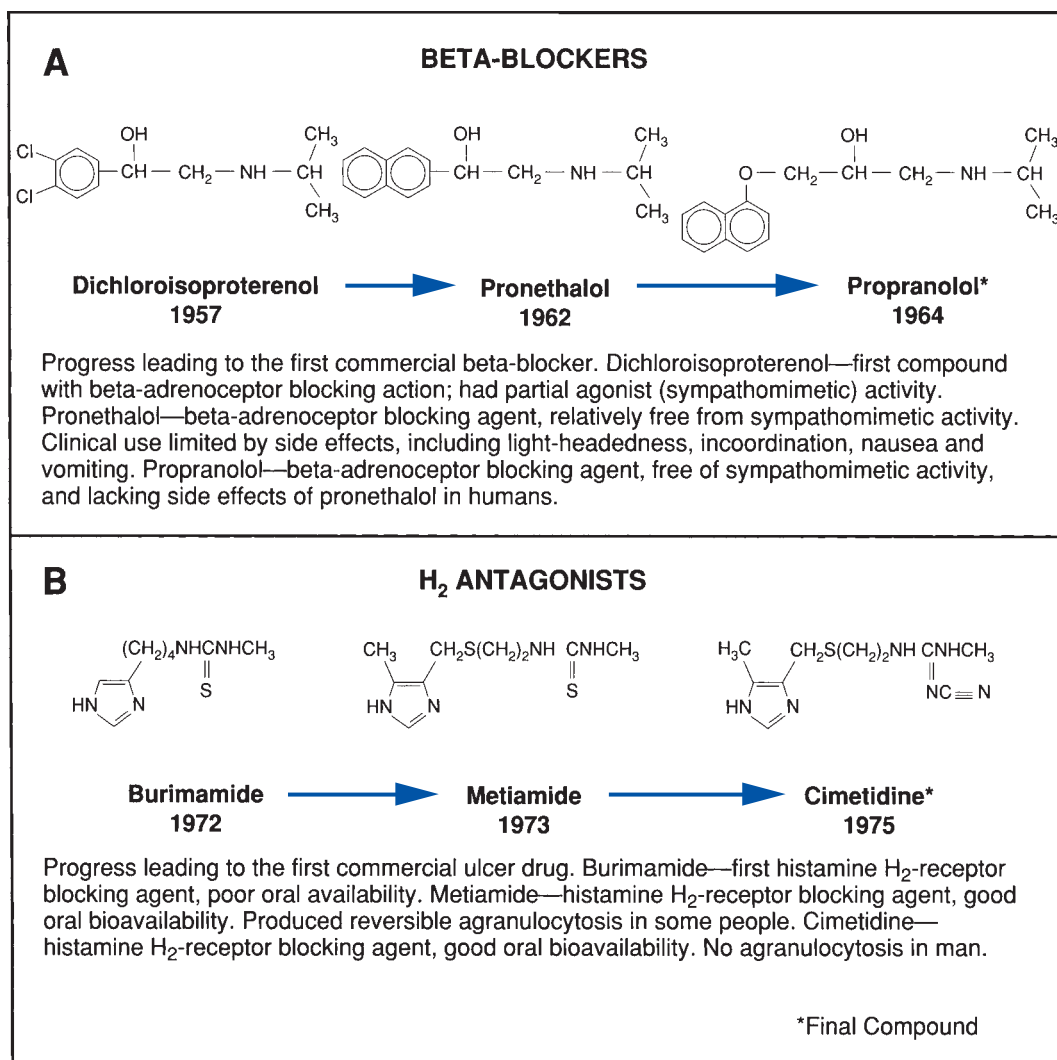 A
BETA-BLOCKERS
OH
CH3
Cl
Cl
CH — CH2 — NH — CH
CH3
OH
CH3
CH — CH2 — NH — CH
CH3
OH
CH3
O — CH2 — CH — CH2 — NH — CH
CH3
Dichloroisoproterenol
1957
Pronethalol
1962
Propranolol*
1964
Progress leading to the first commercial beta-blocker. Dichloroisoproterenol—first compound
with beta-adrenoceptor blocking action; had partial agonist (sympathomimetic) activity.
Pronethalol—beta-adrenoceptor blocking agent, relatively free from sympathomimetic activity.
Clinical use limited by side effects, including light-headedness, incoordination, nausea and
vomiting. Propranolol—beta-adrenoceptor blocking agent, free of sympathomimetic activity,
and lacking side effects of pronethalol in humans.
B
H2 ANTAGONISTS
(CH2)4NHCNHCH3
S
HN N
CH3 CH2S(CH2)2NH CNHCH3
S
HN N
H3C CH2S(CH2)2NH CNHCH3
NC≡N
HN N
Burimamide
1972
Metiamide
1973
Cimetidine*
1975
Progress leading to the first commercial ulcer drug. Burimamide—first histamine H2-receptor
blocking agent, poor oral availability. Metiamide—histamine H2-receptor blocking agent, good
oral bioavailability. Produced reversible agranulocytosis in some people. Cimetidine—
histamine H2-receptor blocking agent, good oral bioavailability. No agranulocytosis in man.
*Final Compound